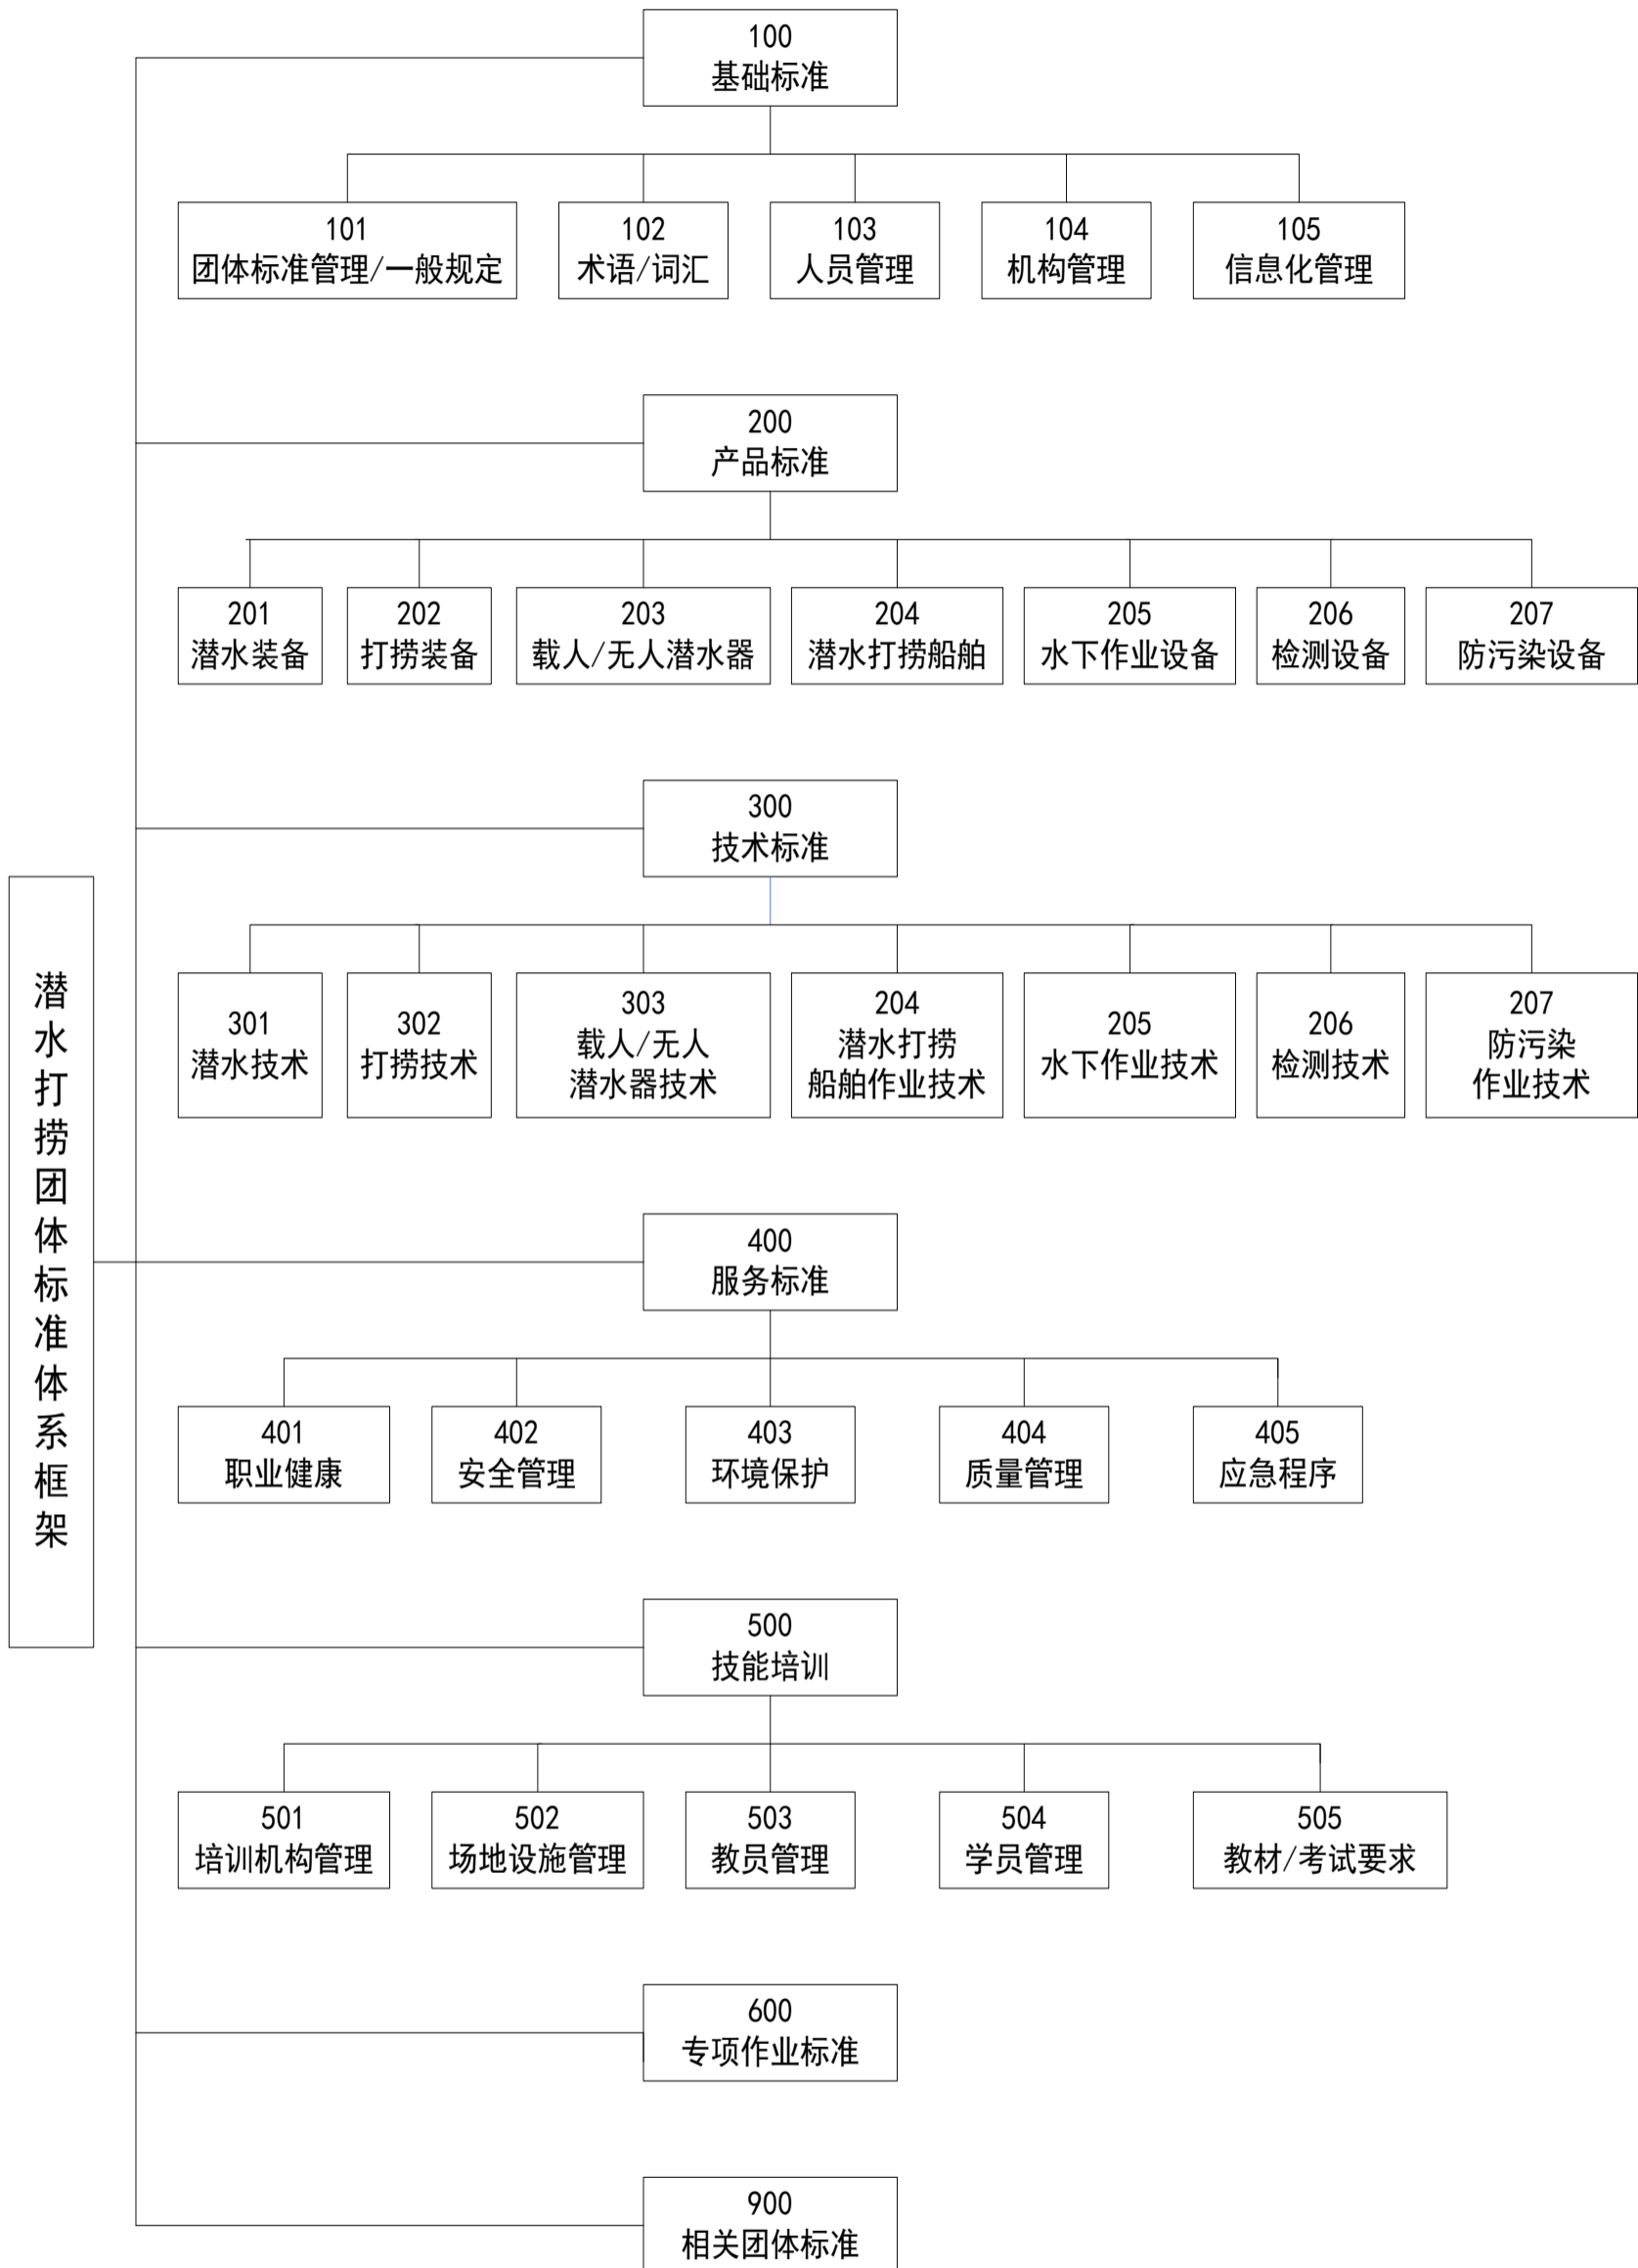 100
基础标准
101
团体标准管理/一般规定
102
术语/词汇
103
人员管理
104
机构管理
105
信息化管理
200
产品标准
201
潜水装备
202
打捞装备
203
载人/无人潜水器
204
潜水打捞船舶
205
水下作业设备
206
检测设备
207
防污染设备
300
技术标准
301
潜水技术
302
打捞技术
303
载人/无人
潜水器技术
204
潜水打捞
船舶作业技术
205
水下作业技术
206
检测技术
207
防污染
作业技术
潜水打捞团体标准体系框架
400
服务标准
401
职业健康
402
安全管理
403
环境保护
404
质量管理
405
应急程序
500
技能培训
501
培训机构管理
502
场地设施管理
503
教员管理
504
学员管理
505
教材/考试要求
600
专项作业标准
900
相关团体标准